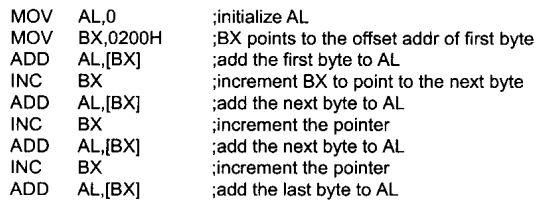 MOV AL,0 ;initialize AL
MOV BX,0200H ;BX points to the offset addr of first byte
ADD AL,[BX] ;add the first byte to AL
INC BX ;increment BX to point to the next byte
ADD AL,[BX] ;add the next byte to AL
INC BX ;increment the pointer
ADD AL,[BX] ;add the next byte to AL
INC BX ;increment the pointer
ADD AL,[BX] ;add the last byte to AL